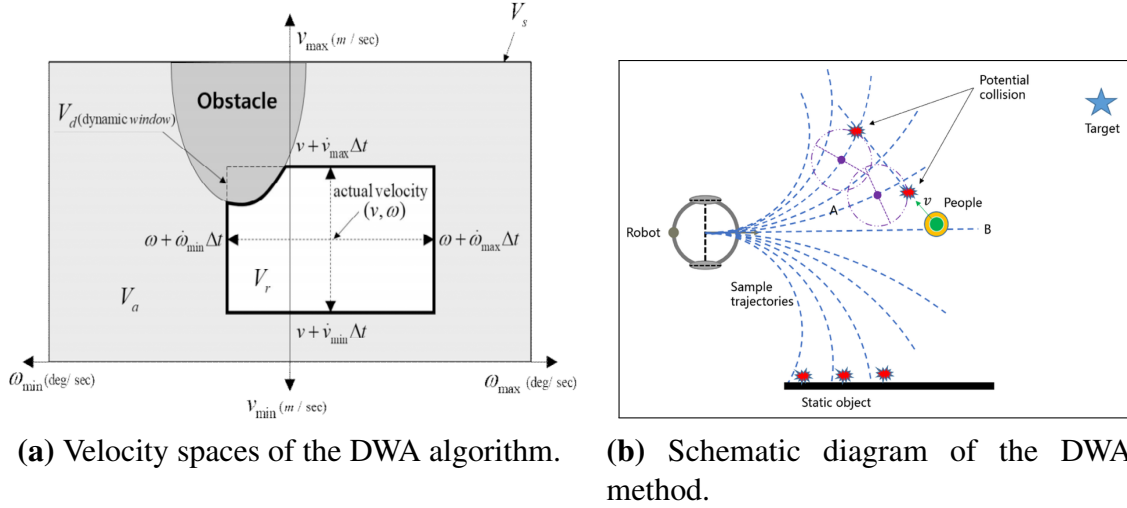 V_s
v_max (m / sec)
Obstacle
V_d (dynamic window)
v + v̇_max Δt
actual velocity
(v, ω)
ω + ω̇_min Δt
ω + ω̇_max Δt
V_r
V_a
v + v̇_min Δt
ω_min (deg/ sec)
ω_max (deg/ sec)
v_min (m / sec)
(a) Velocity spaces of the DWA algorithm.
Potential
collision
Target
A
v
People
Robot
B
Sample
trajectories
Static object
(b) Schematic diagram of the DWA
method.